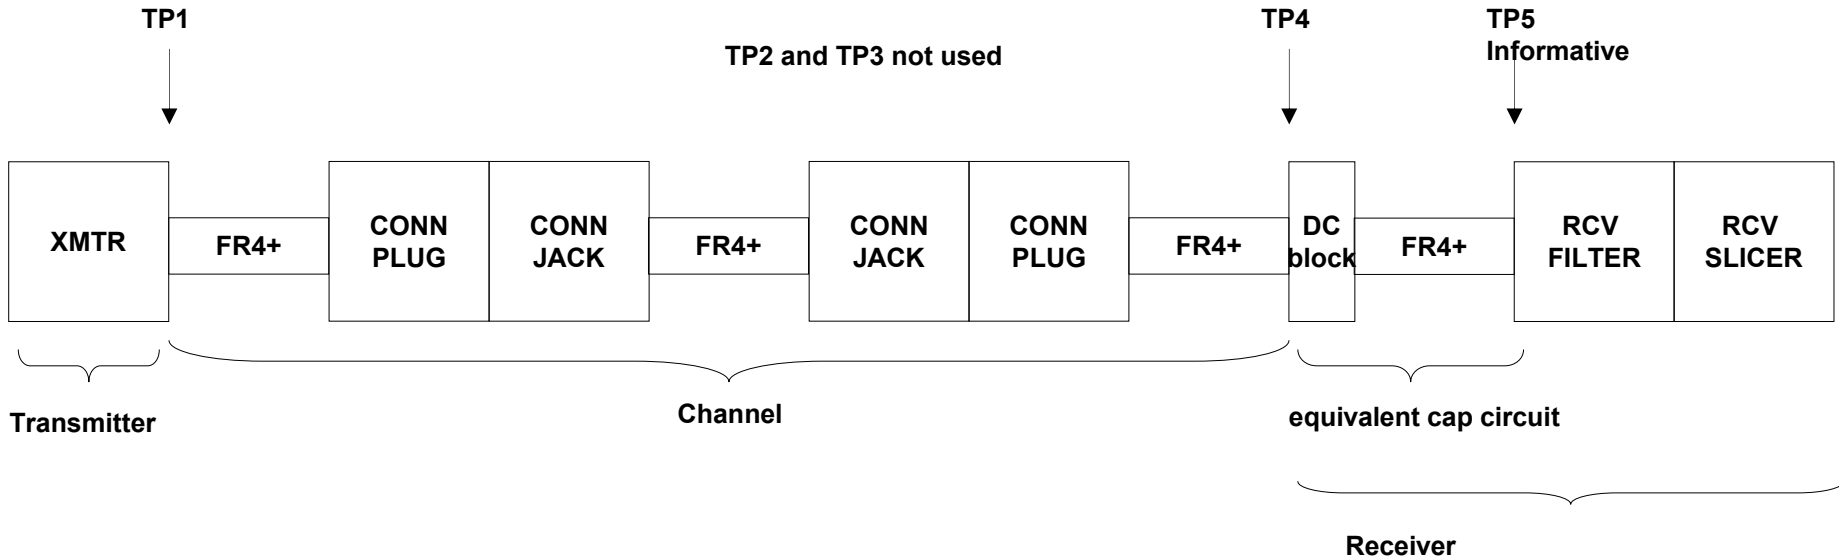 TP1
TP2 and TP3 not used
TP4
TP5
Informative
XMTR
FR4+
CONN
PLUG
CONN
JACK
FR4+
CONN
JACK
CONN
PLUG
FR4+
DC
block
FR4+
RCV
FILTER
RCV
SLICER
Transmitter
Channel
equivalent cap circuit
Receiver